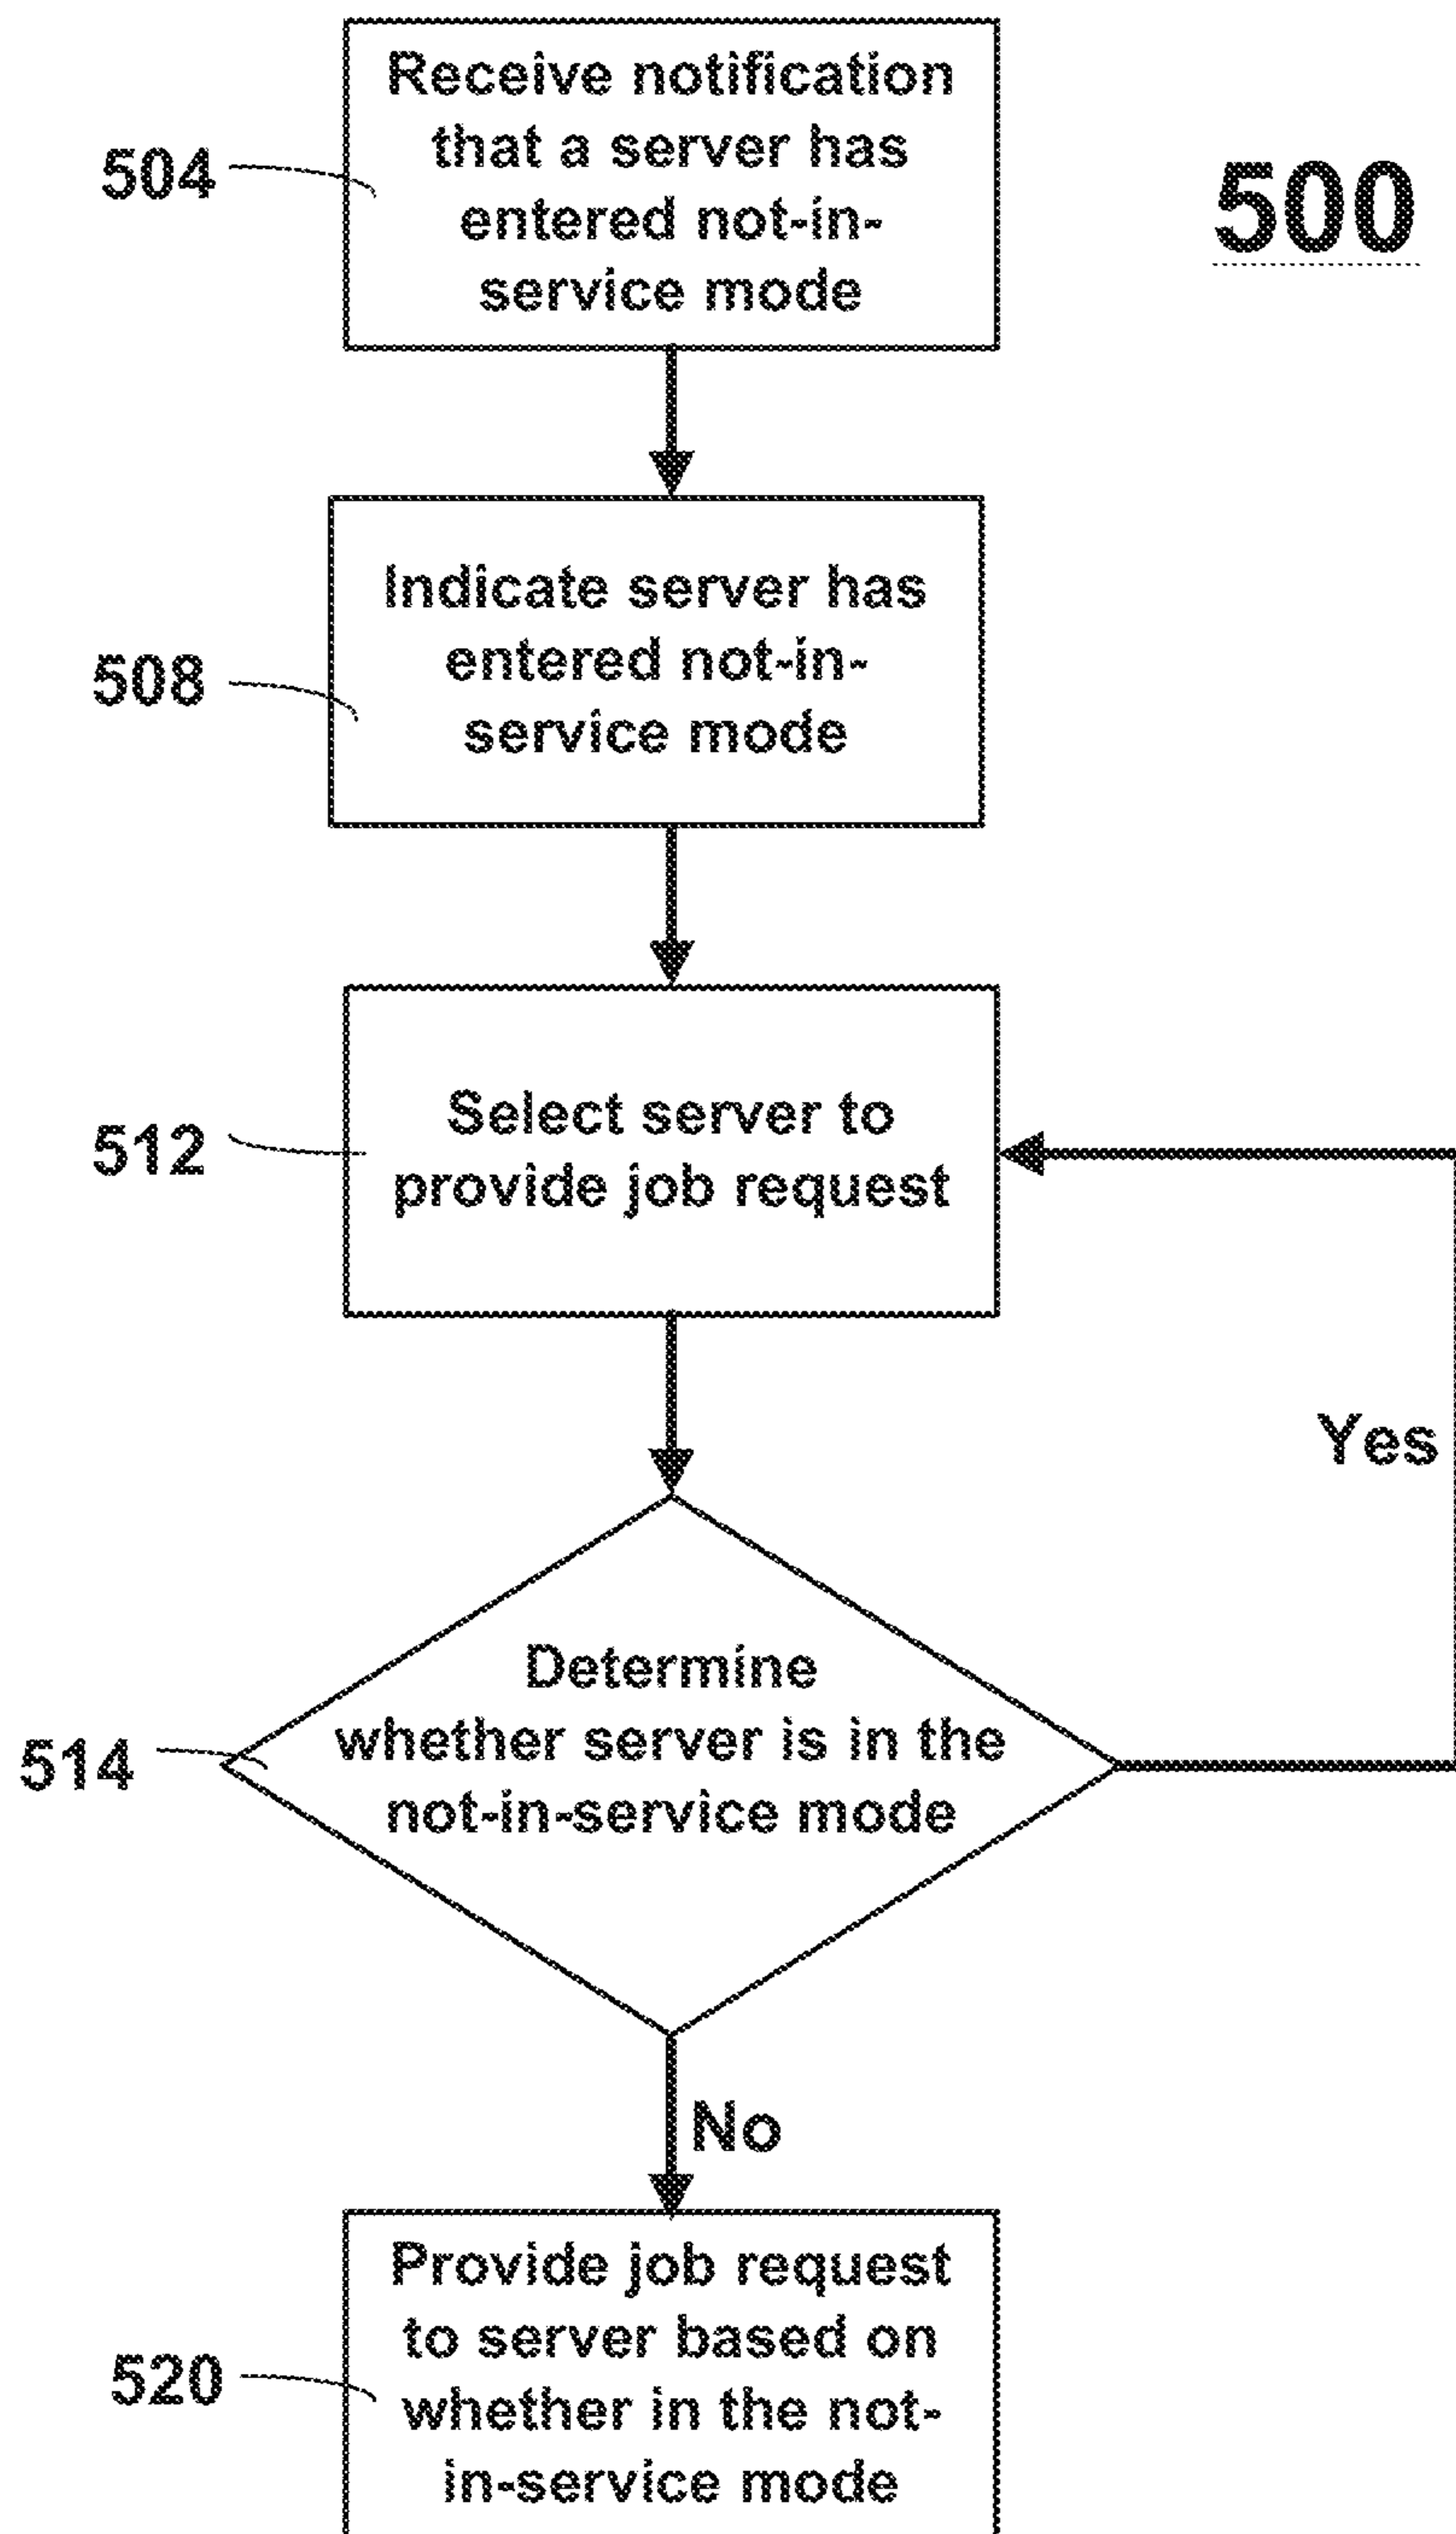 Receive notification
that a server has
entered not-in-
service mode
504
500
Indicate server has
entered not-in-
service mode
508
Select server to
provide job request
512
Yes
Determine
whether server is in the
not-in-service mode
514
No
Provide job request
to server based on
whether in the not-
in-service mode
520